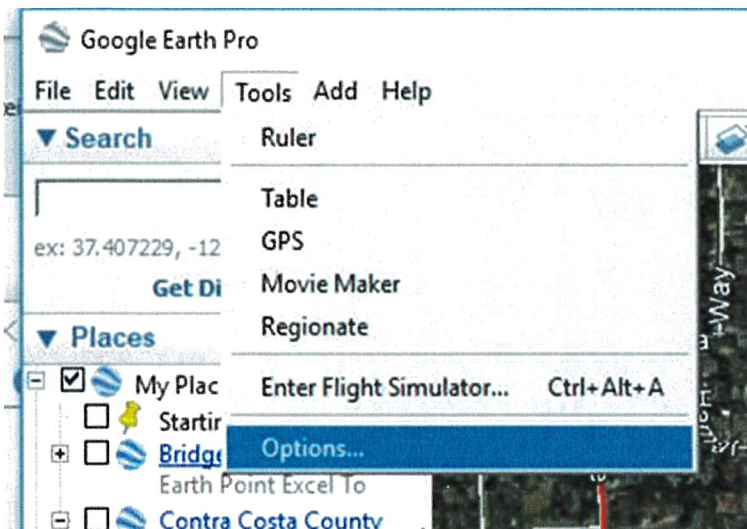 Google Earth Pro
File Edit View Tools Add Help
Search
Ruler
Table
ex: 37.407229, -12
GPS
Get Di
Movie Maker
Regionate
Places
My Plac
Enter Flight Simulator... Ctrl+Alt+A
Startin
Bridge
Options...
Earth Point Excel To
Contra Costa County
Way